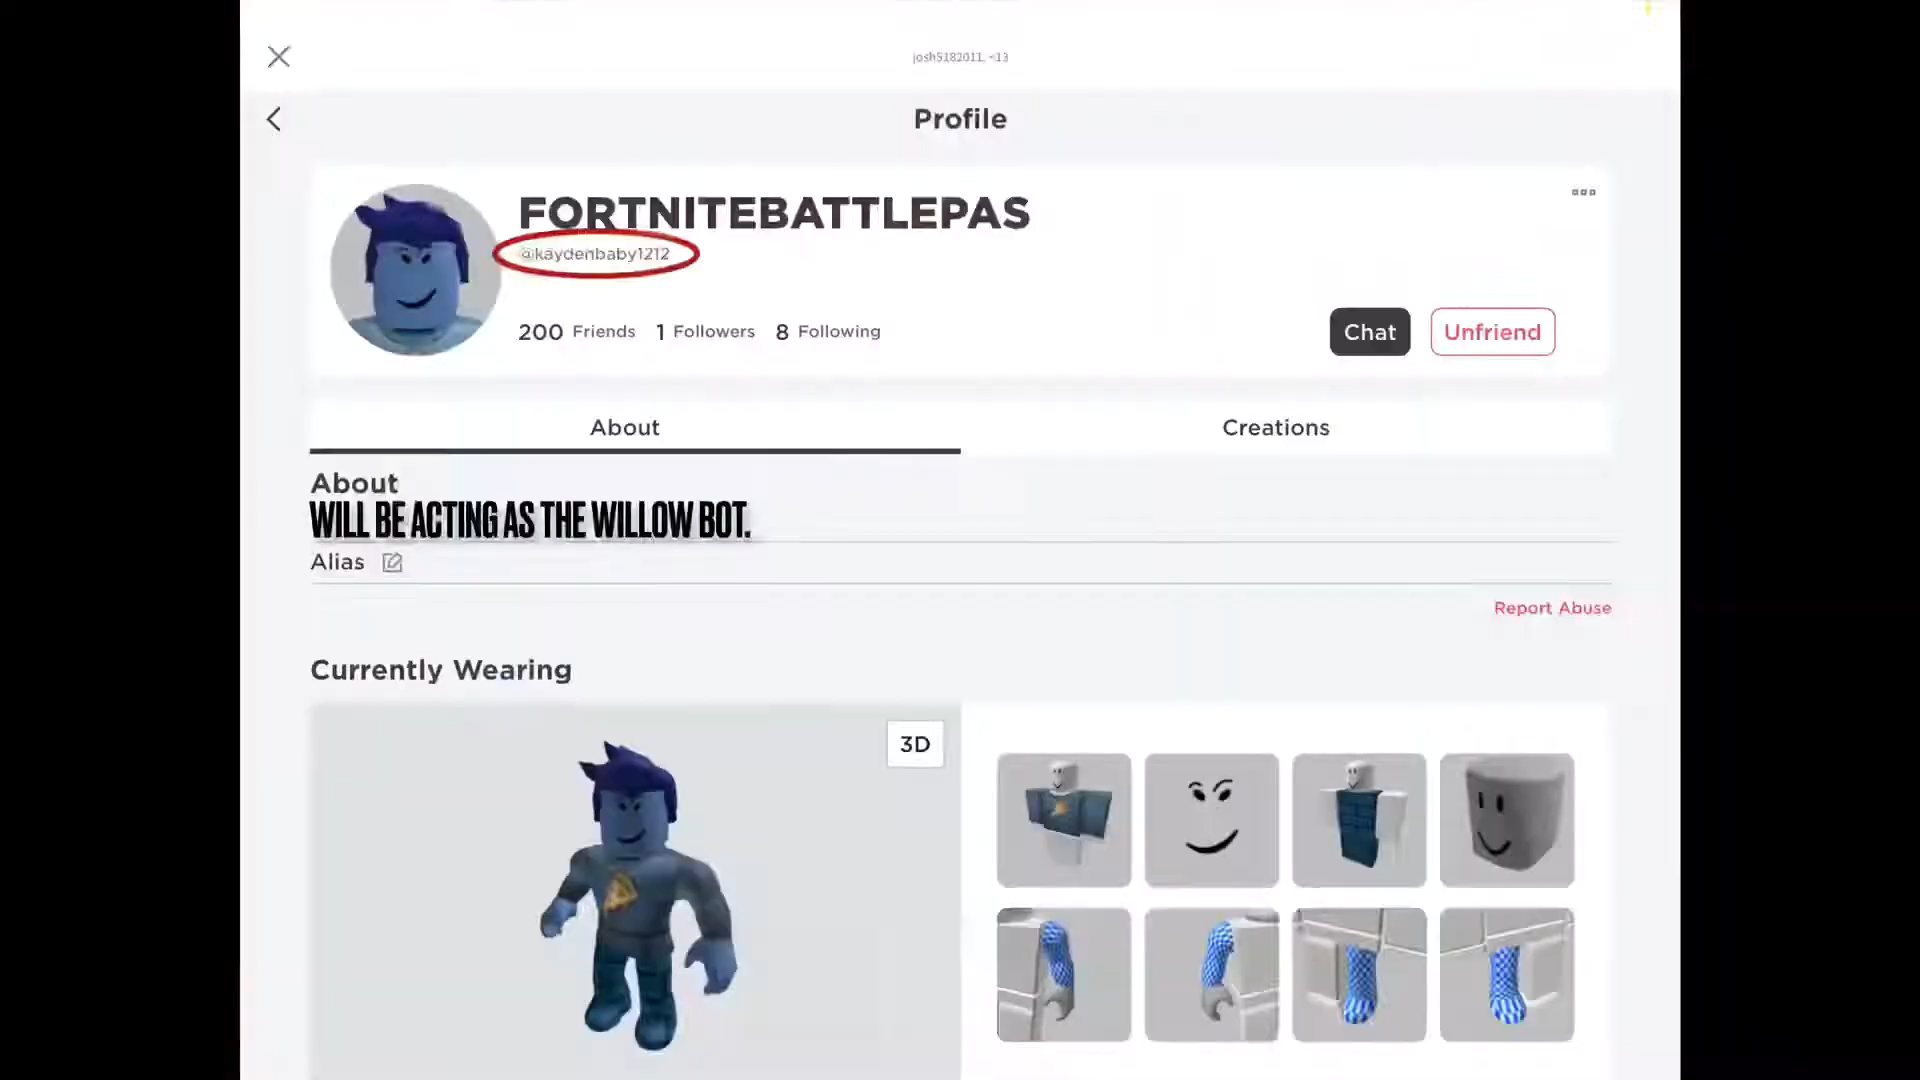 josh5182011, <13
Profile
FORTNITEBATTLEPAS
@kaydenbaby1212
200 Friends 1 Followers 8 Following
Chat
Unfriend
About
Creations
About
WILL BE ACTING AS THE WILLOW BOT.
Alias
Report Abuse
Currently Wearing
3D